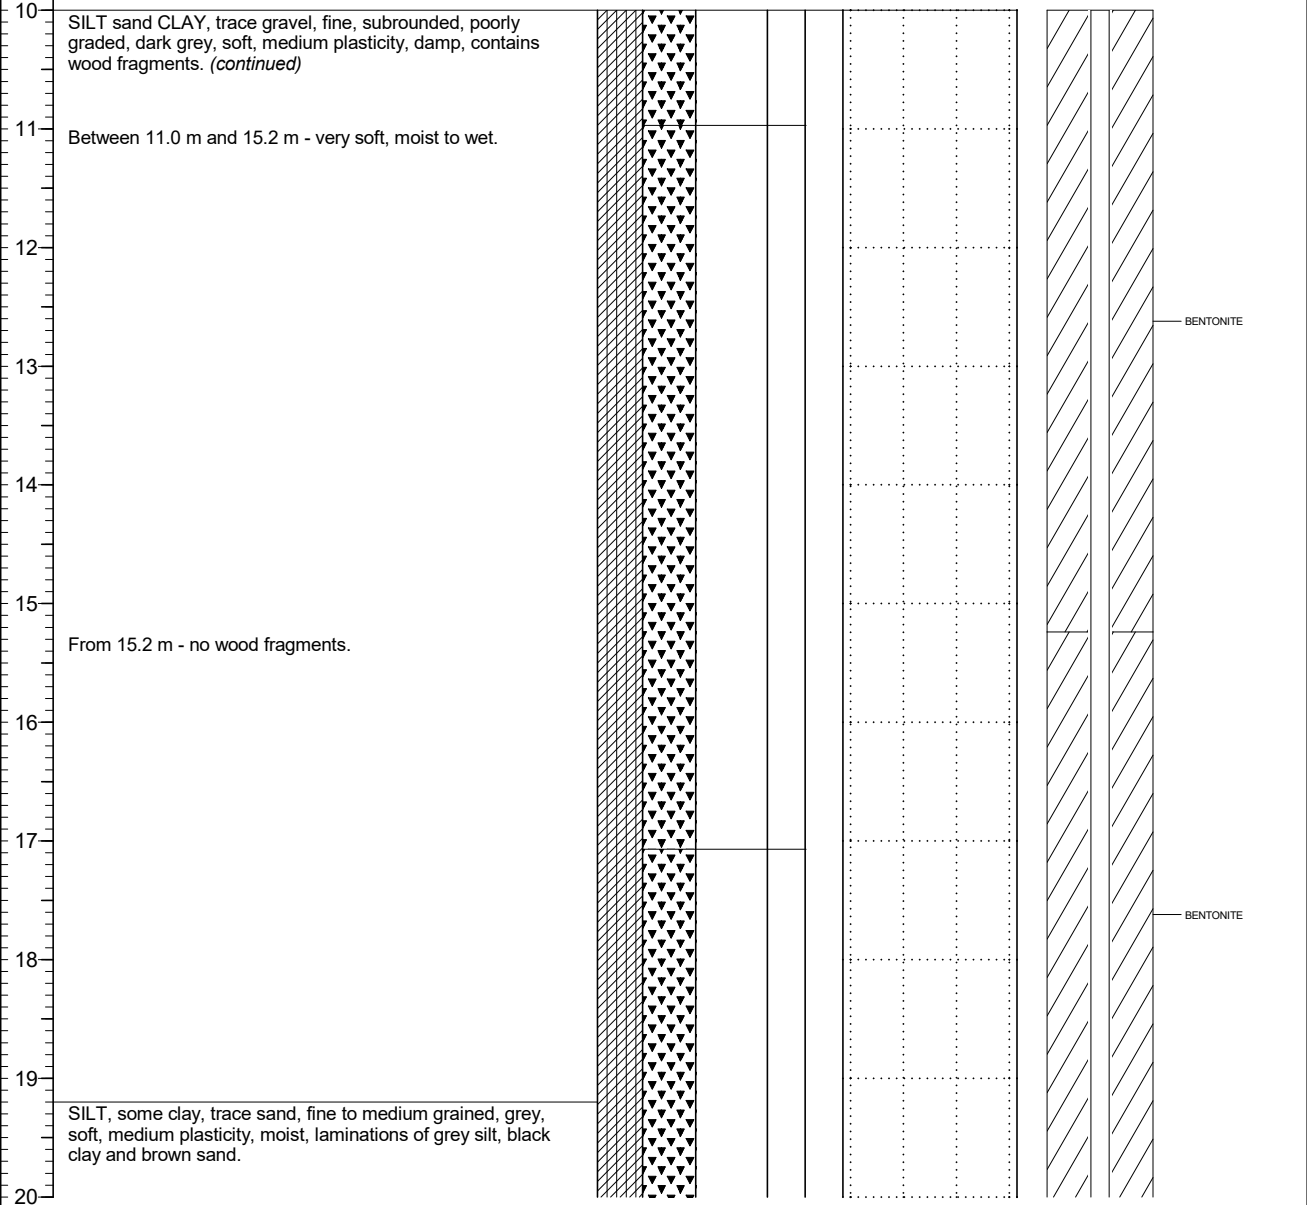 10
SILT sand CLAY, trace gravel, fine, subrounded, poorly
graded, dark grey, soft, medium plasticity, damp, contains
wood fragments. (continued)
11
Between 11.0 m and 15.2 m - very soft, moist to wet.
12
BENTONITE
13
14
15
From 15.2 m - no wood fragments.
16
17
BENTONITE
18
19
SILT, some clay, trace sand, fine to medium grained, grey,
soft, medium plasticity, moist, laminations of grey silt, black
clay and brown sand.
20